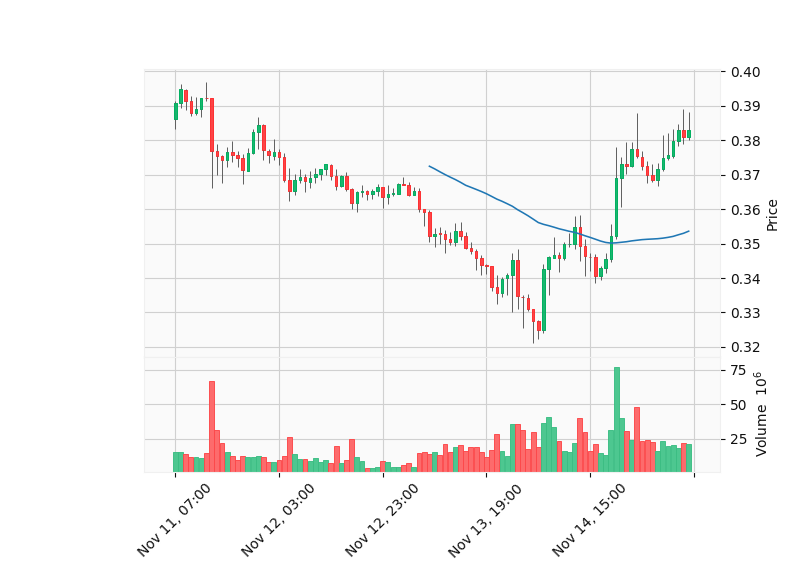 0.40
0.39
0.38
0.37
0.36
0.35
0.34
0.33
0.32
Price
75
50
25
Volume 10⁶
Nov 11, 07:00
Nov 12, 03:00
Nov 12, 23:00
Nov 13, 19:00
Nov 14, 15:00